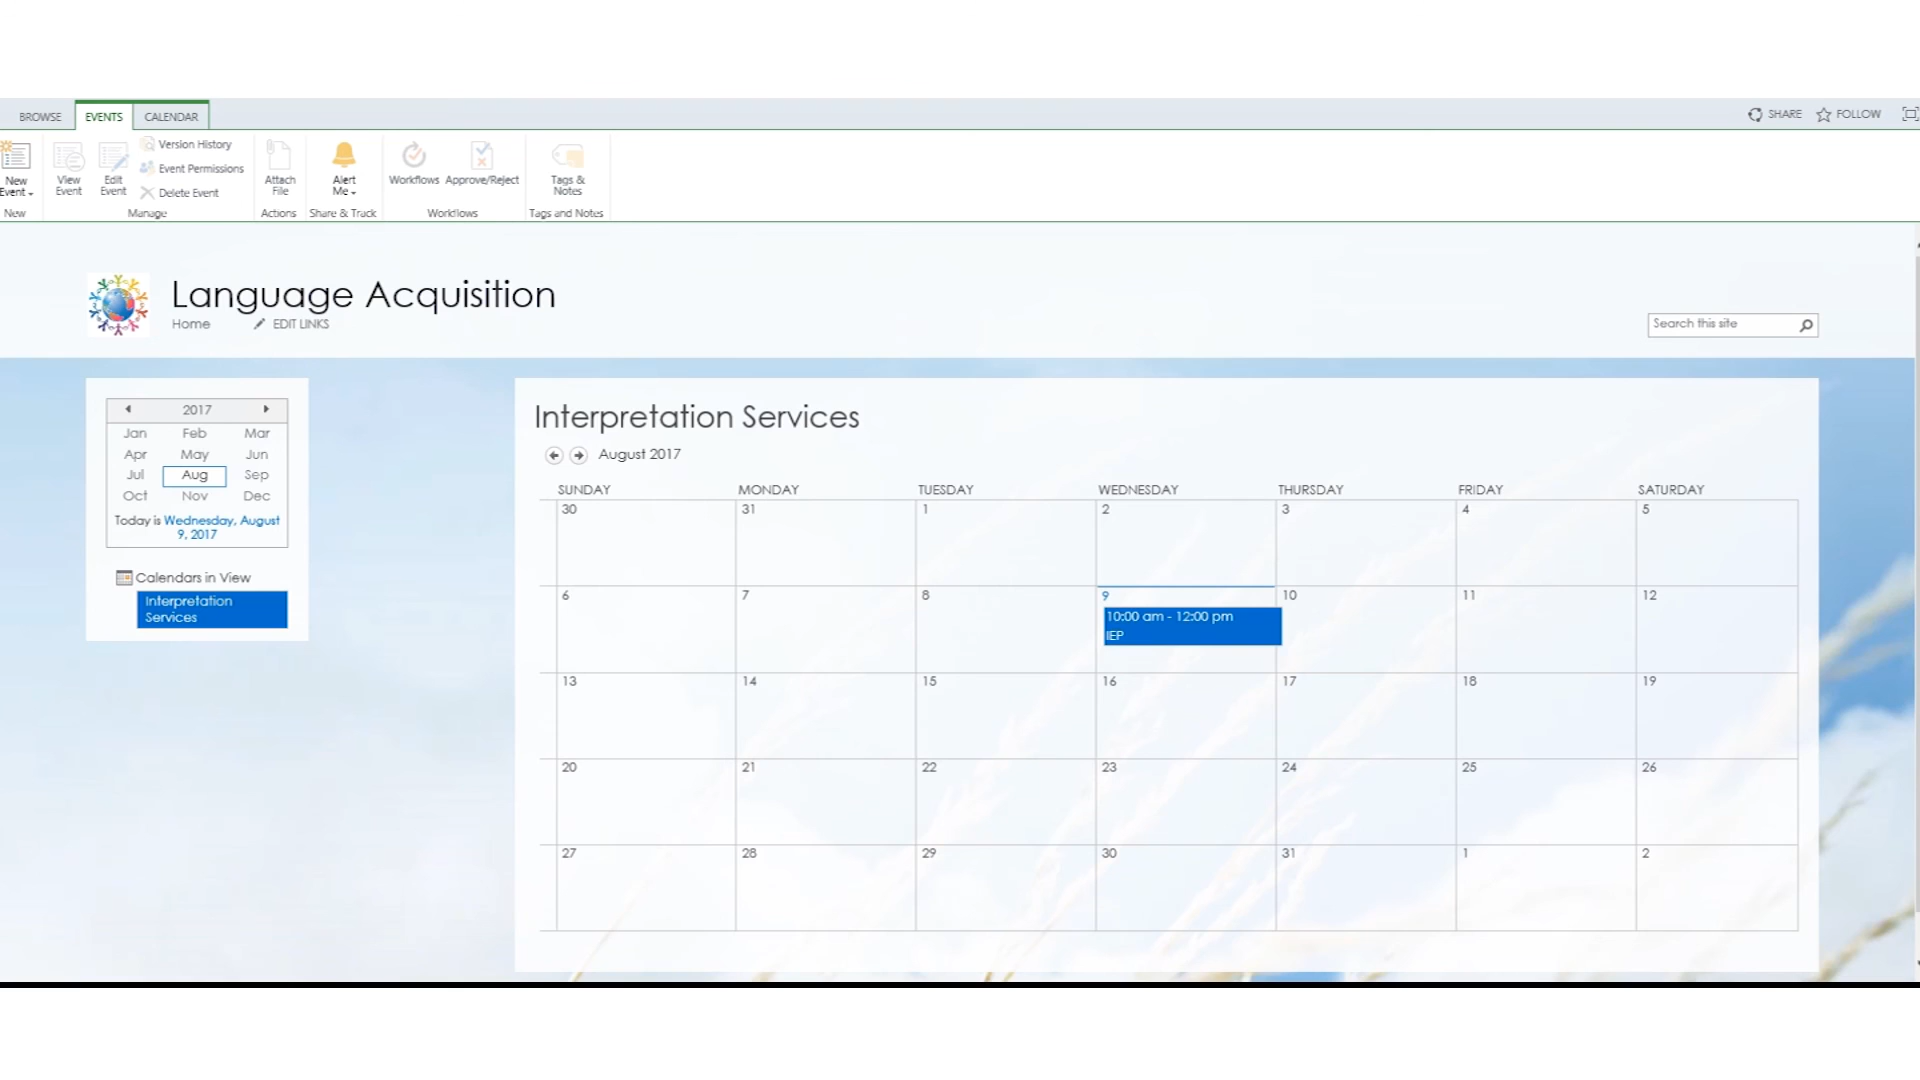 BROWSE EVENTS CALENDAR SHARE FOLLOW
New Event
View Event
Edit Event
Version History
Event Permissions
Delete Event
Attach File
Alert Me
Workflows
Approve/Reject
Tags & Notes
New Manage Actions Share & Track Workflows Tags and Notes
Language Acquisition
Home EDIT LINKS
Search this site
2017
Jan Feb Mar
Apr May Jun
Jul Aug Sep
Oct Nov Dec
Today is Wednesday, August
9, 2017
Calendars in View
Interpretation
Services
Interpretation Services
August 2017
SUNDAY MONDAY TUESDAY WEDNESDAY THURSDAY FRIDAY SATURDAY
30 31 1 2 3 4 5
6 7 8 9 10 11 12
10:00 am - 12:00 pm
IEP
13 14 15 16 17 18 19
20 21 22 23 24 25 26
27 28 29 30 31 1 2